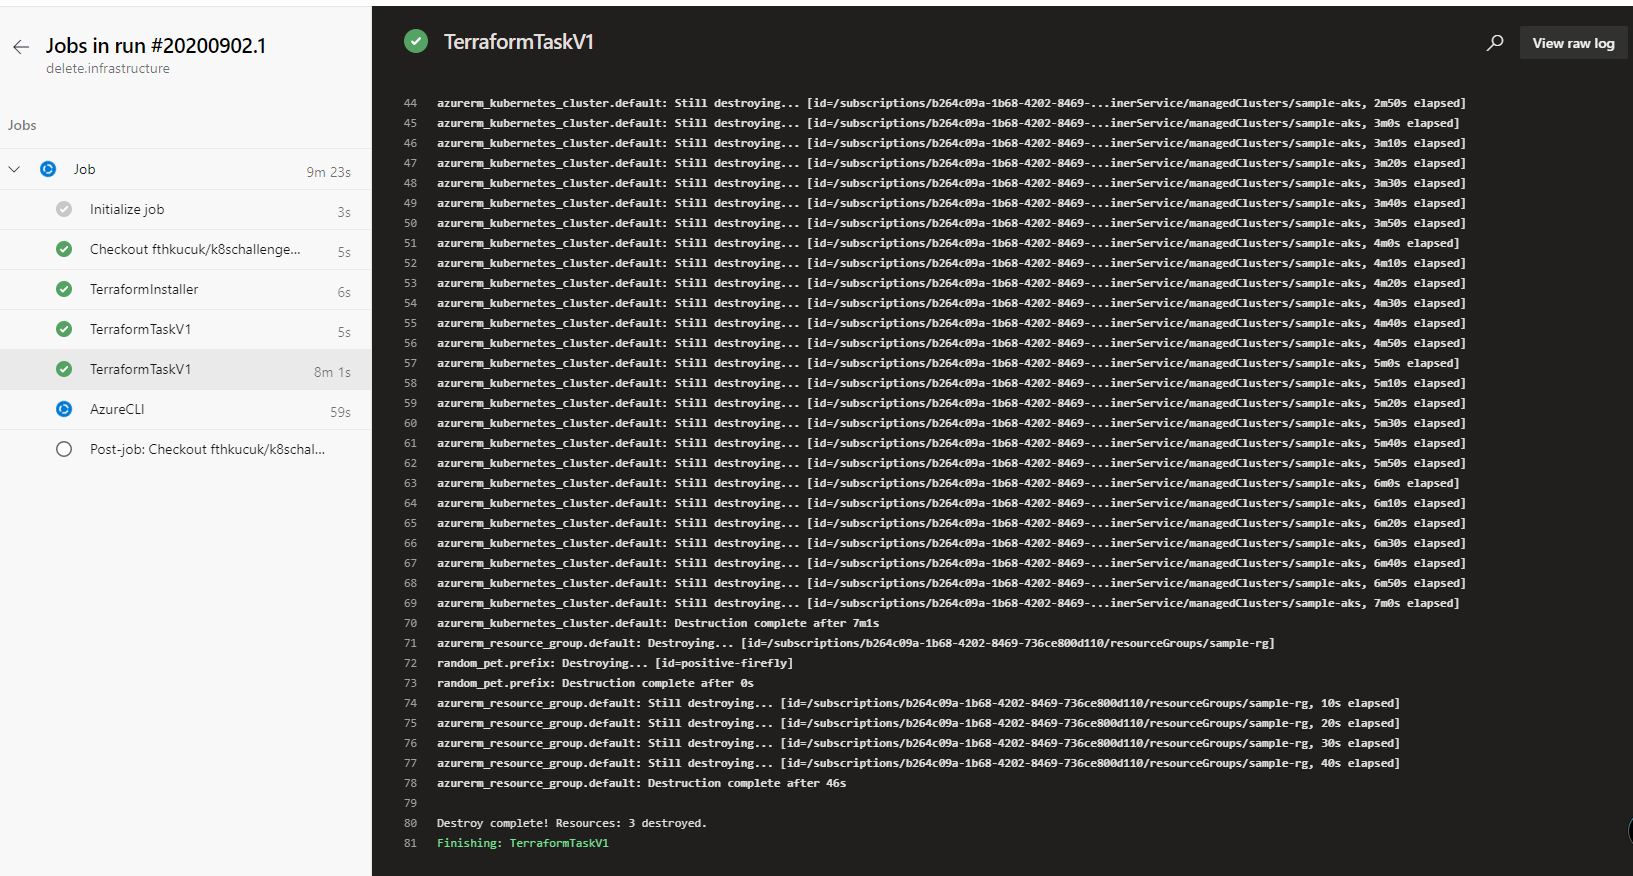 Jobs in run #20200902.1
delete.infrastructure
Jobs
Job 9m 23s
Initialize job 3s
Checkout fthkucuk/k8schallenge... 5s
TerraformInstaller 6s
TerraformTaskV1 5s
TerraformTaskV1 8m 1s
AzureCLI 59s
Post-job: Checkout fthkucuk/k8schal...
TerraformTaskV1
View raw log
44 azurerm_kubernetes_cluster.default: Still destroying... [id=/subscriptions/b264c09a-1b68-4202-8469-...inerService/managedClusters/sample-aks, 2m50s elapsed]
45 azurerm_kubernetes_cluster.default: Still destroying... [id=/subscriptions/b264c09a-1b68-4202-8469-...inerService/managedClusters/sample-aks, 3m0s elapsed]
46 azurerm_kubernetes_cluster.default: Still destroying... [id=/subscriptions/b264c09a-1b68-4202-8469-...inerService/managedClusters/sample-aks, 3m10s elapsed]
47 azurerm_kubernetes_cluster.default: Still destroying... [id=/subscriptions/b264c09a-1b68-4202-8469-...inerService/managedClusters/sample-aks, 3m20s elapsed]
48 azurerm_kubernetes_cluster.default: Still destroying... [id=/subscriptions/b264c09a-1b68-4202-8469-...inerService/managedClusters/sample-aks, 3m30s elapsed]
49 azurerm_kubernetes_cluster.default: Still destroying... [id=/subscriptions/b264c09a-1b68-4202-8469-...inerService/managedClusters/sample-aks, 3m40s elapsed]
50 azurerm_kubernetes_cluster.default: Still destroying... [id=/subscriptions/b264c09a-1b68-4202-8469-...inerService/managedClusters/sample-aks, 3m50s elapsed]
51 azurerm_kubernetes_cluster.default: Still destroying... [id=/subscriptions/b264c09a-1b68-4202-8469-...inerService/managedClusters/sample-aks, 4m0s elapsed]
52 azurerm_kubernetes_cluster.default: Still destroying... [id=/subscriptions/b264c09a-1b68-4202-8469-...inerService/managedClusters/sample-aks, 4m10s elapsed]
53 azurerm_kubernetes_cluster.default: Still destroying... [id=/subscriptions/b264c09a-1b68-4202-8469-...inerService/managedClusters/sample-aks, 4m20s elapsed]
54 azurerm_kubernetes_cluster.default: Still destroying... [id=/subscriptions/b264c09a-1b68-4202-8469-...inerService/managedClusters/sample-aks, 4m30s elapsed]
55 azurerm_kubernetes_cluster.default: Still destroying... [id=/subscriptions/b264c09a-1b68-4202-8469-...inerService/managedClusters/sample-aks, 4m40s elapsed]
56 azurerm_kubernetes_cluster.default: Still destroying... [id=/subscriptions/b264c09a-1b68-4202-8469-...inerService/managedClusters/sample-aks, 4m50s elapsed]
57 azurerm_kubernetes_cluster.default: Still destroying... [id=/subscriptions/b264c09a-1b68-4202-8469-...inerService/managedClusters/sample-aks, 5m0s elapsed]
58 azurerm_kubernetes_cluster.default: Still destroying... [id=/subscriptions/b264c09a-1b68-4202-8469-...inerService/managedClusters/sample-aks, 5m10s elapsed]
59 azurerm_kubernetes_cluster.default: Still destroying... [id=/subscriptions/b264c09a-1b68-4202-8469-...inerService/managedClusters/sample-aks, 5m20s elapsed]
60 azurerm_kubernetes_cluster.default: Still destroying... [id=/subscriptions/b264c09a-1b68-4202-8469-...inerService/managedClusters/sample-aks, 5m30s elapsed]
61 azurerm_kubernetes_cluster.default: Still destroying... [id=/subscriptions/b264c09a-1b68-4202-8469-...inerService/managedClusters/sample-aks, 5m40s elapsed]
62 azurerm_kubernetes_cluster.default: Still destroying... [id=/subscriptions/b264c09a-1b68-4202-8469-...inerService/managedClusters/sample-aks, 5m50s elapsed]
63 azurerm_kubernetes_cluster.default: Still destroying... [id=/subscriptions/b264c09a-1b68-4202-8469-...inerService/managedClusters/sample-aks, 6m0s elapsed]
64 azurerm_kubernetes_cluster.default: Still destroying... [id=/subscriptions/b264c09a-1b68-4202-8469-...inerService/managedClusters/sample-aks, 6m10s elapsed]
65 azurerm_kubernetes_cluster.default: Still destroying... [id=/subscriptions/b264c09a-1b68-4202-8469-...inerService/managedClusters/sample-aks, 6m20s elapsed]
66 azurerm_kubernetes_cluster.default: Still destroying... [id=/subscriptions/b264c09a-1b68-4202-8469-...inerService/managedClusters/sample-aks, 6m30s elapsed]
67 azurerm_kubernetes_cluster.default: Still destroying... [id=/subscriptions/b264c09a-1b68-4202-8469-...inerService/managedClusters/sample-aks, 6m40s elapsed]
68 azurerm_kubernetes_cluster.default: Still destroying... [id=/subscriptions/b264c09a-1b68-4202-8469-...inerService/managedClusters/sample-aks, 6m50s elapsed]
69 azurerm_kubernetes_cluster.default: Still destroying... [id=/subscriptions/b264c09a-1b68-4202-8469-...inerService/managedClusters/sample-aks, 7m0s elapsed]
70 azurerm_kubernetes_cluster.default: Destruction complete after 7m1s
71 azurerm_resource_group.default: Destroying... [id=/subscriptions/b264c09a-1b68-4202-8469-736ce800d110/resourceGroups/sample-rg]
72 random_pet.prefix: Destroying... [id=positive-firefly]
73 random_pet.prefix: Destruction complete after 0s
74 azurerm_resource_group.default: Still destroying... [id=/subscriptions/b264c09a-1b68-4202-8469-736ce800d110/resourceGroups/sample-rg, 10s elapsed]
75 azurerm_resource_group.default: Still destroying... [id=/subscriptions/b264c09a-1b68-4202-8469-736ce800d110/resourceGroups/sample-rg, 20s elapsed]
76 azurerm_resource_group.default: Still destroying... [id=/subscriptions/b264c09a-1b68-4202-8469-736ce800d110/resourceGroups/sample-rg, 30s elapsed]
77 azurerm_resource_group.default: Still destroying... [id=/subscriptions/b264c09a-1b68-4202-8469-736ce800d110/resourceGroups/sample-rg, 40s elapsed]
78 azurerm_resource_group.default: Destruction complete after 46s
79
80 Destroy complete! Resources: 3 destroyed.
81 Finishing: TerraformTaskV1